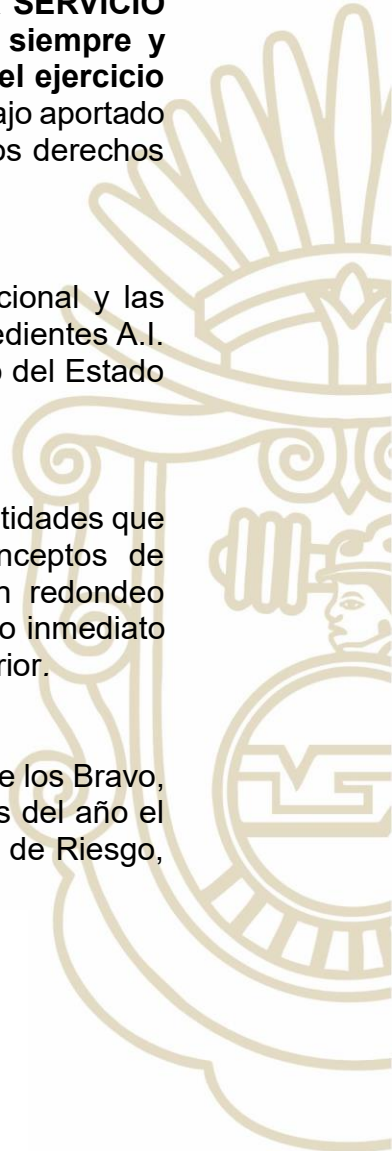 SERVICIO
siempre y
el ejercicio
ajo aportado
os derechos
cional y las
edientes A.I.
o del Estado
tidades que
nceptos de
n redondeo
o inmediato
rior.
e los Bravo,
s del año el
de Riesgo,